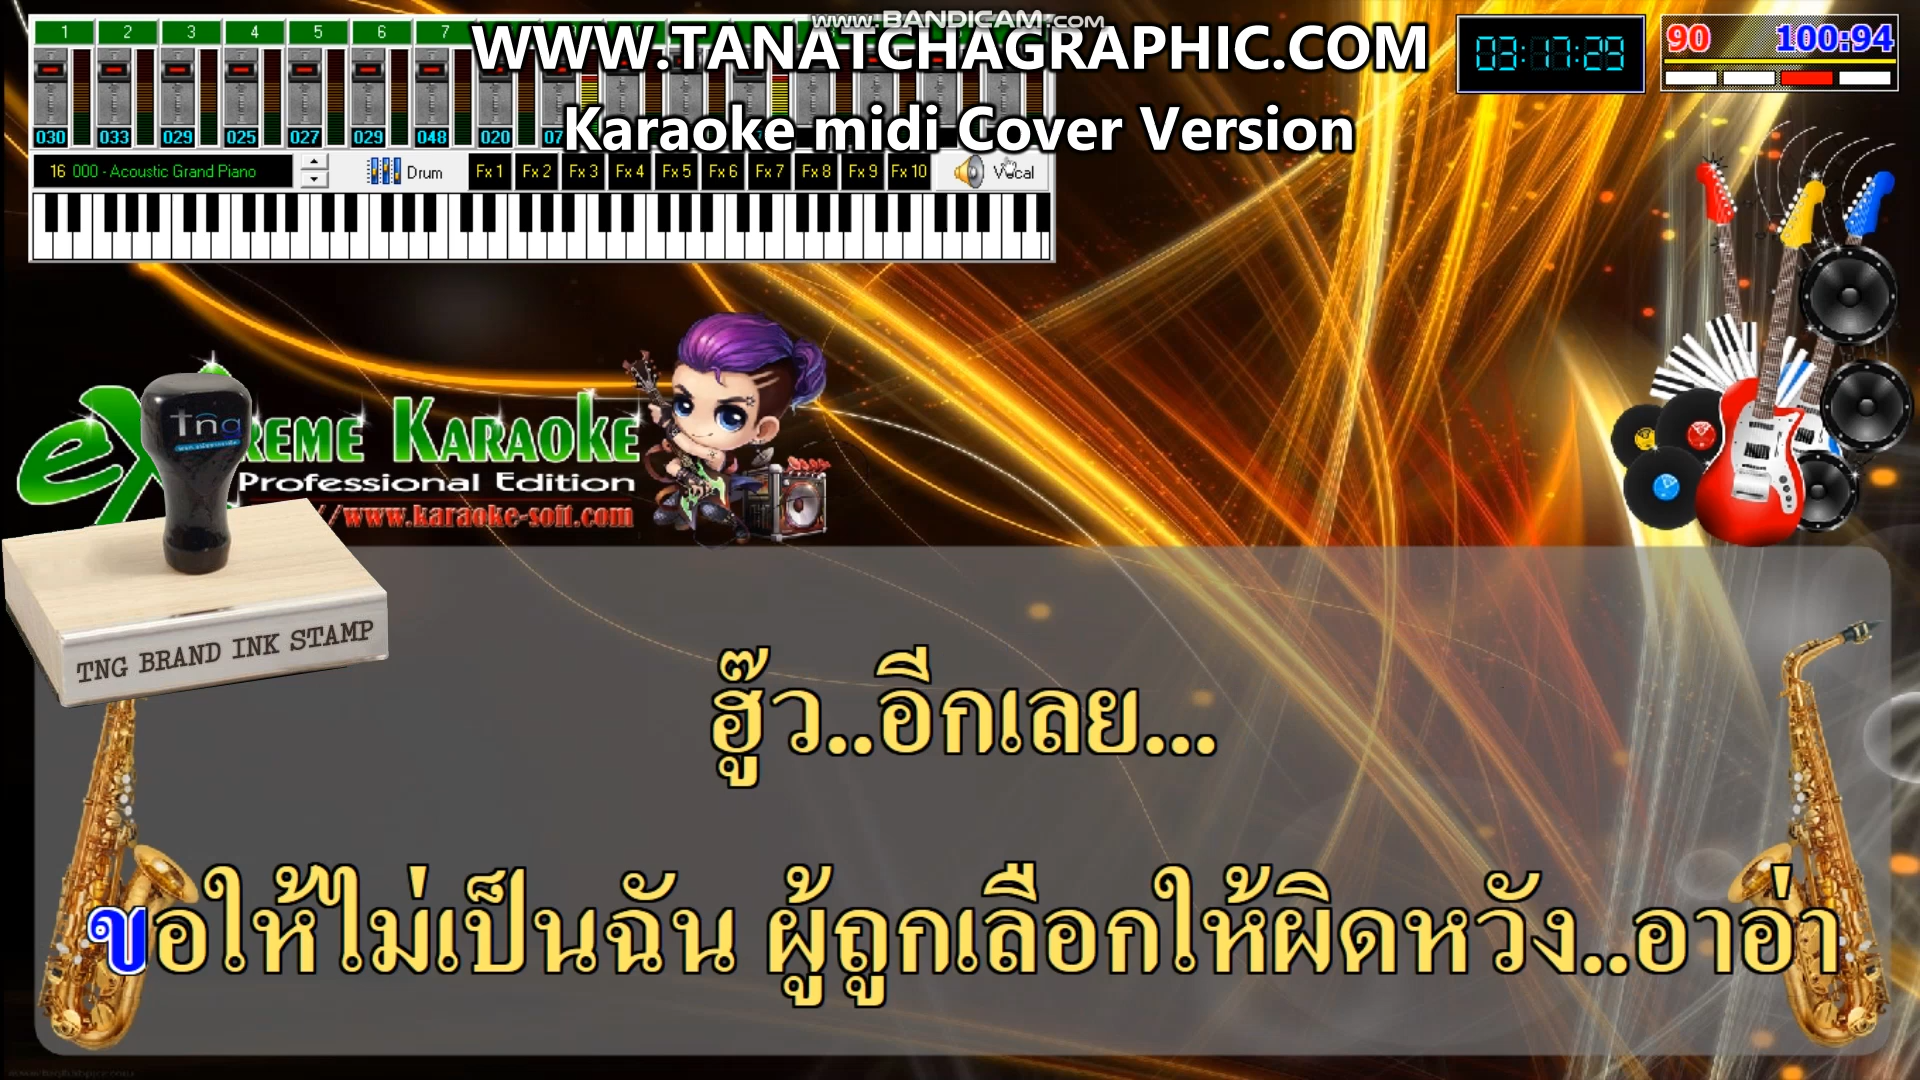 www.BANDICAM.com
WWW.TANATCHAGRAPHIC.COM
Karaoke midi Cover Version
1 2 3 4 5 6 7
030 033 029 025 027 029 048 020
16 000 - Acoustic Grand Piano
Drum
Fx 1 Fx 2 Fx 3 Fx 4 Fx 5 Fx 6 Fx 7 Fx 8 Fx 9 Fx 10
Vocal
03:17:29
90 100:94
eXTREME KARAOKE
Professional Edition
//www.karaoke-soft.com
tna
TNG BRAND INK STAMP
ฮู๊ว..อีกเลย...
ขอให้ไม่เป็นฉัน ผู้ถูกเลือกให้ผิดหวัง..อาอ่า